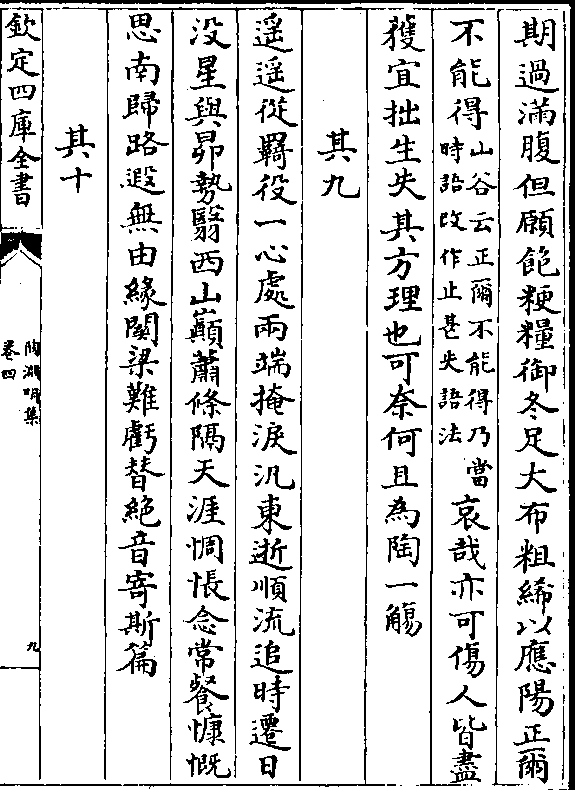 期過滿腹但願飽粳糧御冬足大布粗絺以應陽正爾
不能得山谷云正爾不能得乃當時語改作止甚失語法哀哉亦可傷人皆盡
獲宜拙生失其方理也可奈何且為陶一觴
其九
遥遥從羈役一心處兩端掩淚汎東逝順流追時遷日
没星與昴勢翳西山巔蕭條隔天涯惆悵念常餐慷慨
思南歸路遐無由緣關梁難虧替絶音寄斯篇
其十
欽定四庫全書
陶淵明集
卷四
九